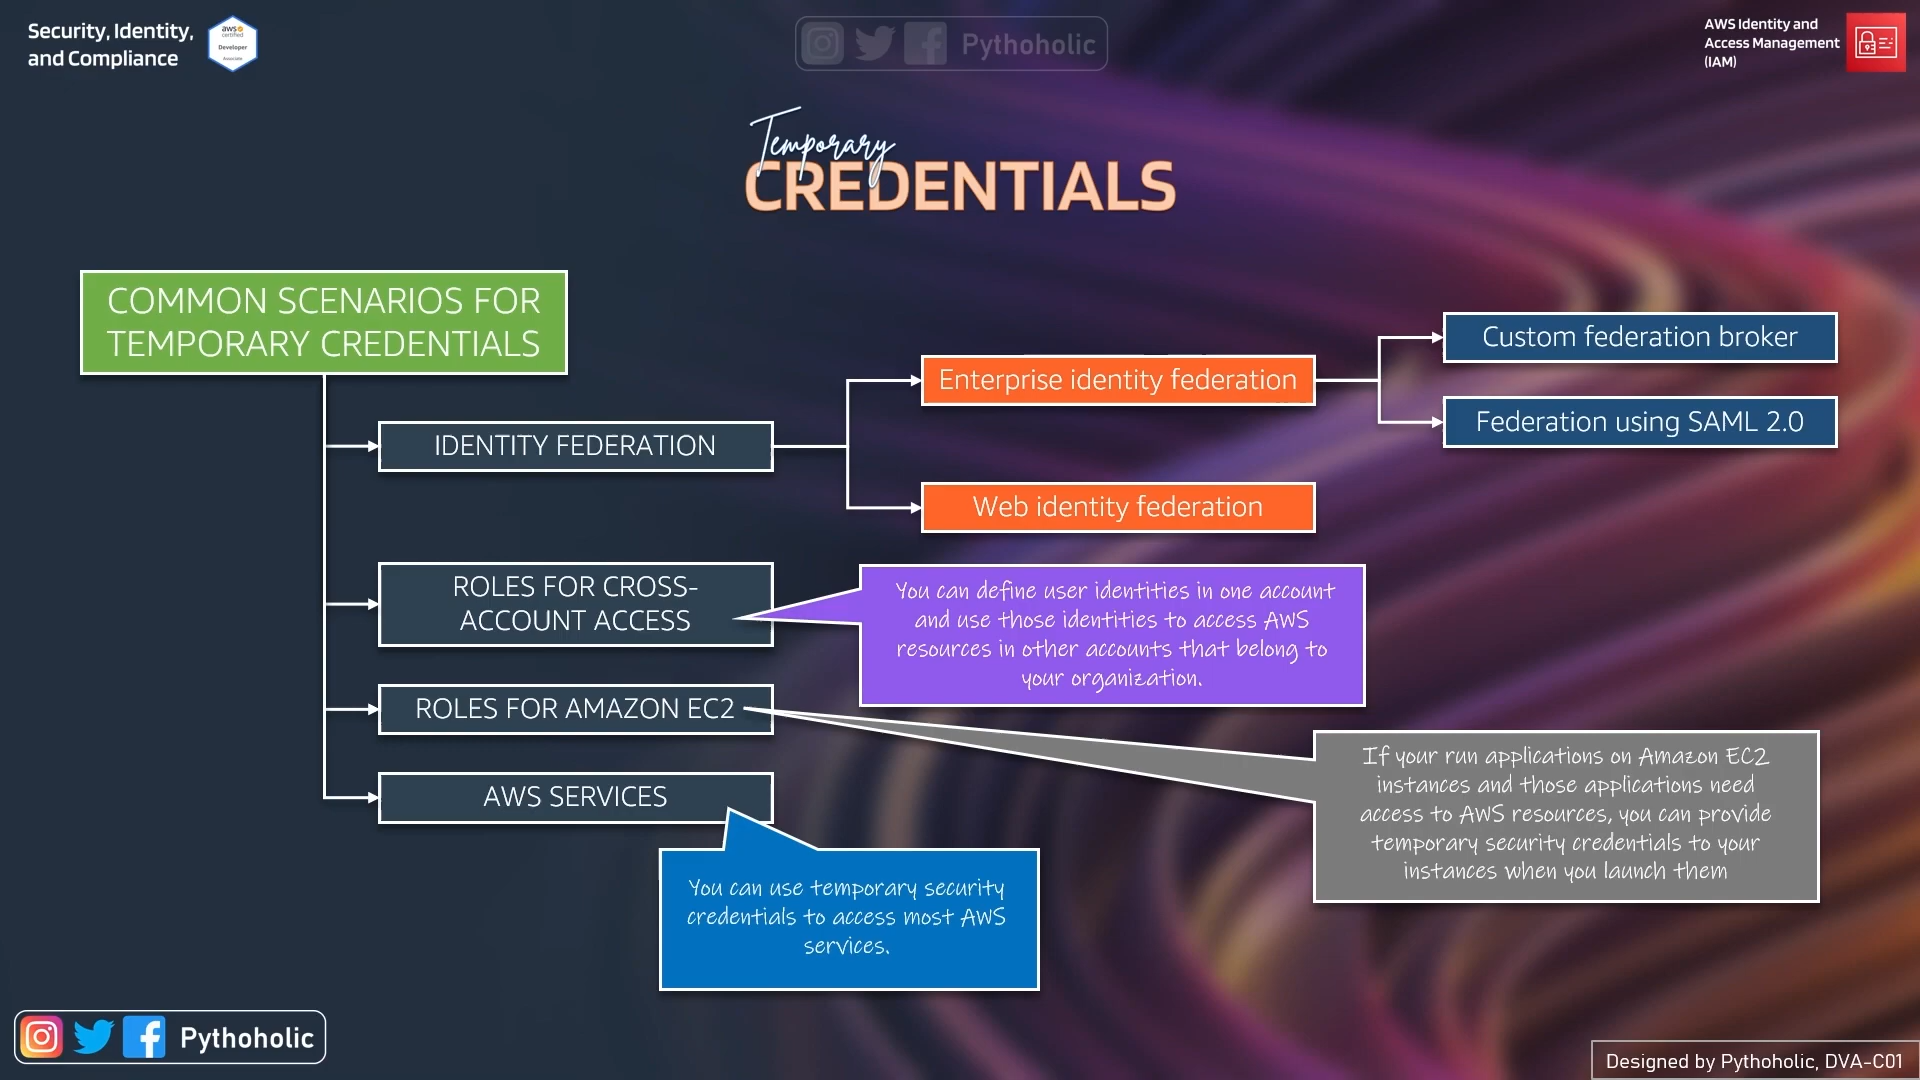 Security, Identity,
and Compliance
aws
certified
Developer
Associate
Pythoholic
AWS Identity and
Access Management
(IAM)
Temporary
CREDENTIALS
COMMON SCENARIOS FOR
TEMPORARY CREDENTIALS
IDENTITY FEDERATION
Enterprise identity federation
Custom federation broker
Federation using SAML 2.0
Web identity federation
ROLES FOR CROSS-
ACCOUNT ACCESS
You can define user identities in one account
and use those identities to access AWS
resources in other accounts that belong to
your organization.
ROLES FOR AMAZON EC2
If your run applications on Amazon EC2
instances and those applications need
access to AWS resources, you can provide
temporary security credentials to your
instances when you launch them
AWS SERVICES
You can use temporary security
credentials to access most AWS
services.
Pythoholic
Designed by Pythoholic, DVA-C01